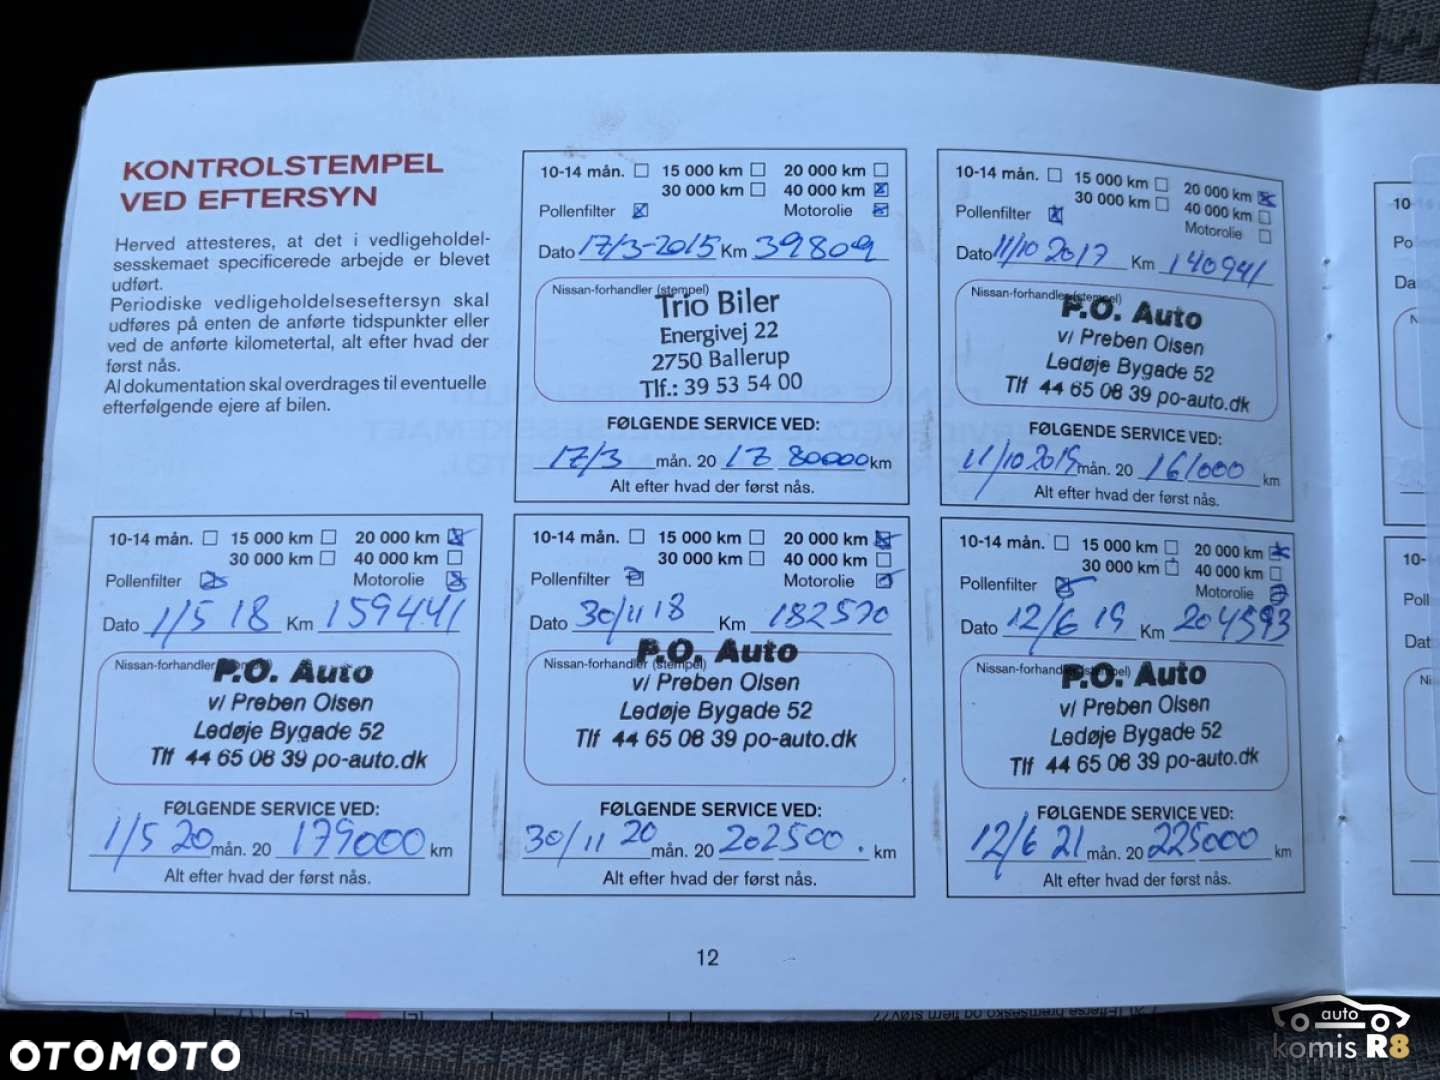 KONTROLSTEMPEL
VED EFTERSYN
Herved attesteres, at det i vedligeholdel-
sesskemaet specificerede arbejde er blevet
udført.
Periodiske vedligeholdelseseftersyn skal
udføres på enten de anførte tidspunkter eller
ved de anførte kilometertal, alt efter hvad der
først nås.
Al dokumentation skal overdrages til eventuelle
efterfølgende ejere af bilen.
10-14 mån. 15 000 km 20 000 km
30 000 km 40 000 km
Pollenfilter Motorolie
Dato 17/3-2015 Km 39809
Nissan-forhandler (stempel)
Trio Biler
Energivej 22
2750 Ballerup
Tlf.: 39 53 54 00
FØLGENDE SERVICE VED:
17/3 mån. 20 17 80000 km
Alt efter hvad der først nås.
10-14 mån. 15 000 km 20 000 km
30 000 km 40 000 km
Pollenfilter Motorolie
Dato 11/10 2017 Km 140941
Nissan-forhandler (stempel)
P.O. Auto
v/ Preben Olsen
Ledøje Bygade 52
Tlf 44 65 08 39 po-auto.dk
FØLGENDE SERVICE VED:
11/10 2019 mån. 20 161000 km
Alt efter hvad der først nås.
10-14 mån. 15 000 km 20 000 km
30 000 km 40 000 km
Pollenfilter Motorolie
Dato 1/5 18 Km 159441
Nissan-forhandler (stempel)
P.O. Auto
v/ Preben Olsen
Ledøje Bygade 52
Tlf 44 65 08 39 po-auto.dk
FØLGENDE SERVICE VED:
1/5 20 mån. 20 179000 km
Alt efter hvad der først nås.
10-14 mån. 15 000 km 20 000 km
30 000 km 40 000 km
Pollenfilter Motorolie
Dato 30/11 18 Km 182570
Nissan-forhandler (stempel)
P.O. Auto
v/ Preben Olsen
Ledøje Bygade 52
Tlf 44 65 08 39 po-auto.dk
FØLGENDE SERVICE VED:
30/11 20 mån. 20 202500. km
Alt efter hvad der først nås.
10-14 mån. 15 000 km 20 000 km
30 000 km 40 000 km
Pollenfilter Motorolie
Dato 12/6 19 Km 204593
Nissan-forhandler (stempel)
P.O. Auto
v/ Preben Olsen
Ledøje Bygade 52
Tlf 44 65 08 39 po-auto.dk
FØLGENDE SERVICE VED:
12/6 21 mån. 20 225000 km
Alt efter hvad der først nås.
12
OTOMOTO
auto
komis R8